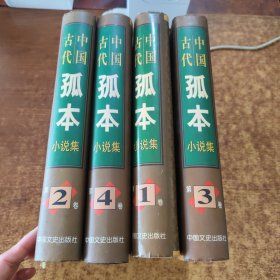 中国古代
孤本
小说集
第2卷
中国文史出版社
中国古代
孤本
小说集
第4卷
中国文史出版社
中国古代
孤本
小说集
第1卷
中国文史出版社
中国古代
孤本
小说集
第3卷
中国文史出版社